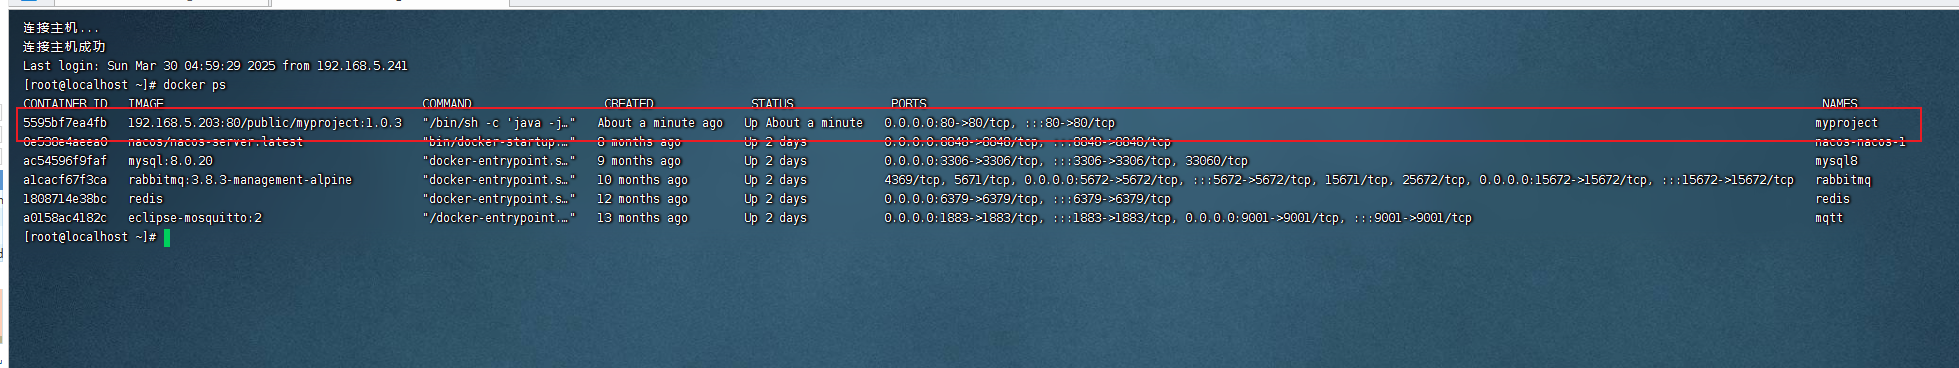 连接主机...
连接主机成功
Last login: Sun Mar 30 04:59:29 2025 from 192.168.5.241
[root@localhost ~]# docker ps
CONTAINER ID   IMAGE   COMMAND   CREATED   STATUS   PORTS   NAMES
5595bf7ea4fb   192.168.5.203:80/public/myproject:1.0.3   "/bin/sh -c 'java -j…"   About a minute ago   Up About a minute   0.0.0.0:80->80/tcp, :::80->80/tcp   myproject
0e538e4aeea0   nacos/nacos-server:latest   "bin/docker-startup.…"   8 months ago   Up 2 days   0.0.0.0:8848->8848/tcp, :::8848->8848/tcp   nacos-nacos-1
ac54596f9faf   mysql:8.0.20   "docker-entrypoint.s…"   9 months ago   Up 2 days   0.0.0.0:3306->3306/tcp, :::3306->3306/tcp, 33060/tcp   mysql8
a1cacf67f3ca   rabbitmq:3.8.3-management-alpine   "docker-entrypoint.s…"   10 months ago   Up 2 days   4369/tcp, 5671/tcp, 0.0.0.0:5672->5672/tcp, :::5672->5672/tcp, 15671/tcp, 25672/tcp, 0.0.0.0:15672->15672/tcp, :::15672->15672/tcp   rabbitmq
1808714e38bc   redis   "docker-entrypoint.s…"   12 months ago   Up 2 days   0.0.0.0:6379->6379/tcp, :::6379->6379/tcp   redis
a0158ac4182c   eclipse-mosquitto:2   "/docker-entrypoint.…"   13 months ago   Up 2 days   0.0.0.0:1883->1883/tcp, :::1883->1883/tcp, 0.0.0.0:9001->9001/tcp, :::9001->9001/tcp   mqtt
[root@localhost ~]#